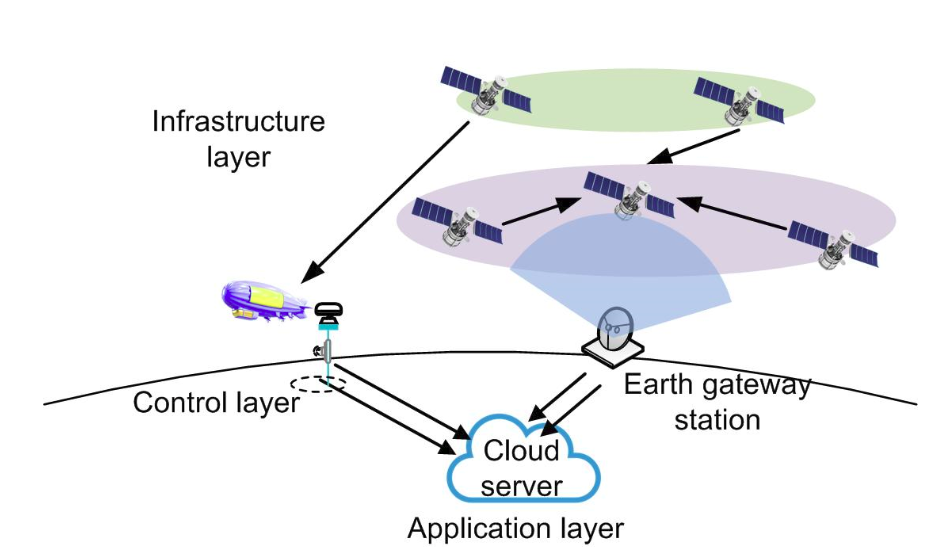 Infrastructure
layer
Control layer
Earth gateway
station
Cloud
server
Application layer